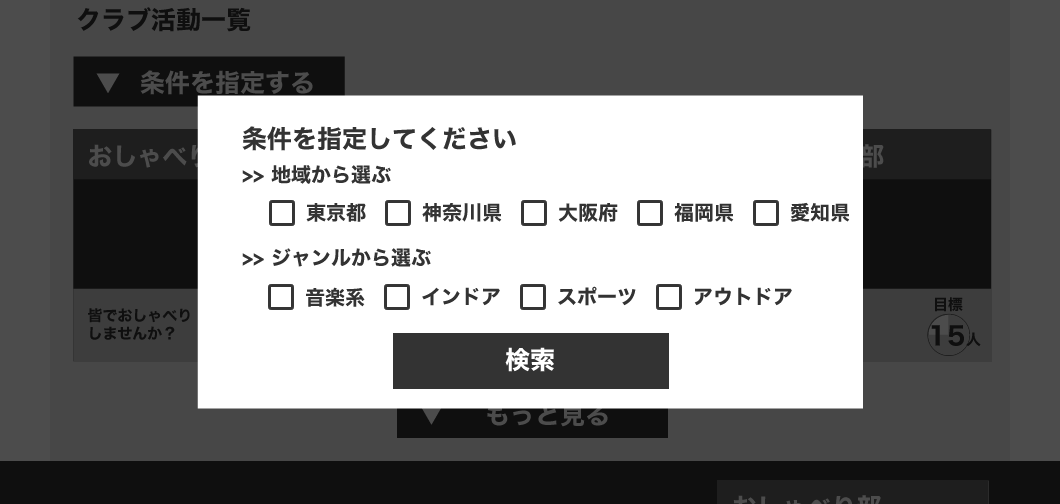 クラブ活動一覧
▼ 条件を指定する
おしゃべり
部
条件を指定してください
>> 地域から選ぶ
東京都 神奈川県 大阪府 福岡県 愛知県
>> ジャンルから選ぶ
音楽系 インドア スポーツ アウトドア
検索
皆でおしゃべり
しませんか？
目標
15人
▼ もっと見る
おしゃべり部